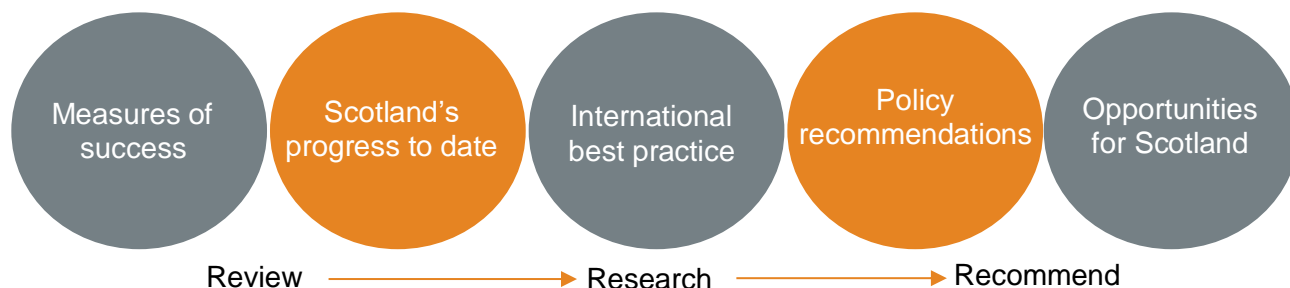 Measures of
success
Scotland’s
progress to date
International
best practice
Policy
recommendations
Opportunities
for Scotland
Review
Research
Recommend